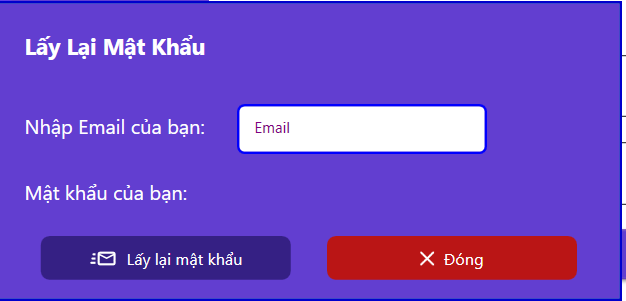 Lấy Lại Mật Khẩu
Nhập Email của bạn:
Email
Mật khẩu của bạn:
Lấy lại mật khẩu
Đóng